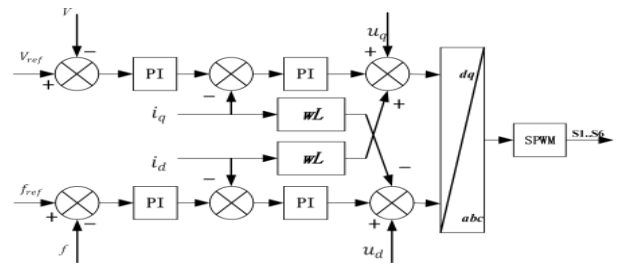 V
u_q
V_ref
−
+
PI
−
PI
+
+
dq
i_q
wL
SPWM
S1..S6
i_d
wL
−
f_ref
+
−
PI
−
PI
+
abc
f
u_d